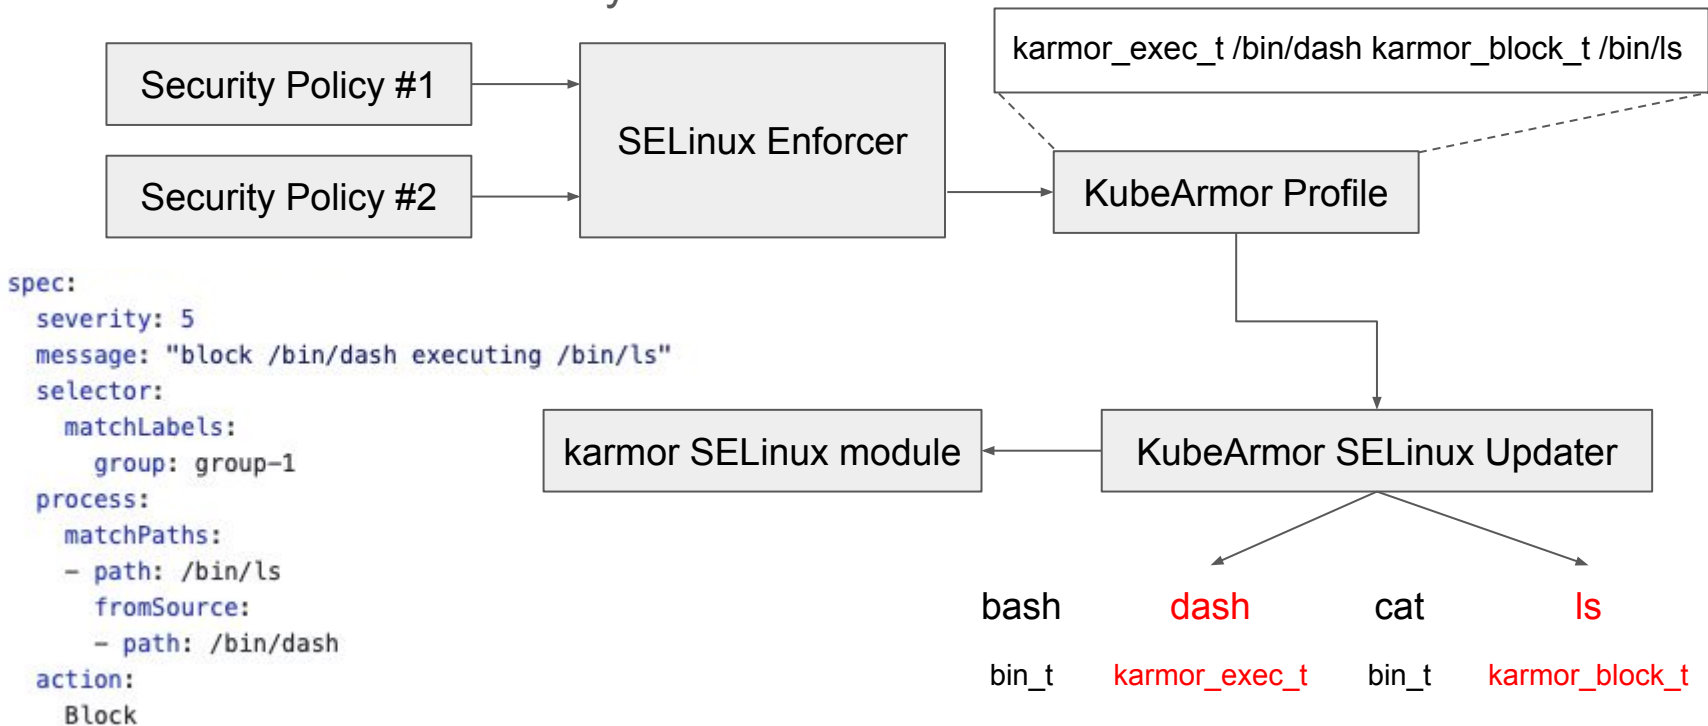 karmor_exec_t /bin/dash karmor_block_t /bin/ls
Security Policy #1
Security Policy #2
SELinux Enforcer
KubeArmor Profile
spec:
severity: 5
message: "block /bin/dash executing /bin/ls"
selector:
matchLabels:
group: group-1
process:
matchPaths:
- path: /bin/ls
fromSource:
- path: /bin/dash
action:
Block
karmor SELinux module
KubeArmor SELinux Updater
bash dash cat ls
bin_t karmor_exec_t bin_t karmor_block_t